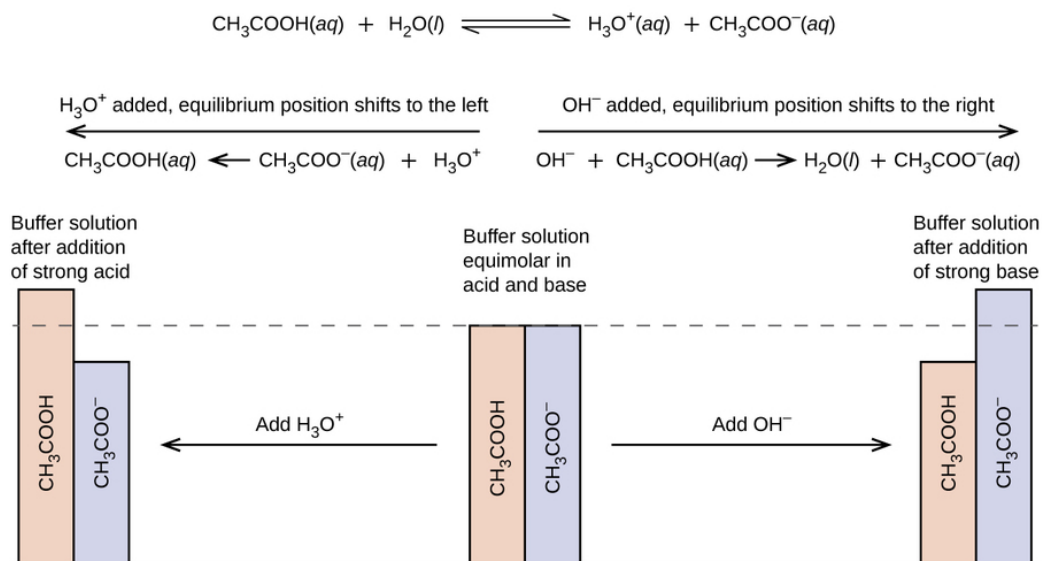 CH₃COOH(aq) + H₂O(l) ⇌ H₃O⁺(aq) + CH₃COO⁻(aq)
H₃O⁺ added, equilibrium position shifts to the left
OH⁻ added, equilibrium position shifts to the right
CH₃COOH(aq) ← CH₃COO⁻(aq) + H₃O⁺
OH⁻ + CH₃COOH(aq) → H₂O(l) + CH₃COO⁻(aq)
Buffer solution
after addition
of strong acid
Buffer solution
equimolar in
acid and base
Buffer solution
after addition
of strong base
CH₃COOH
CH₃COO⁻
Add H₃O⁺
CH₃COOH
CH₃COO⁻
Add OH⁻
CH₃COOH
CH₃COO⁻